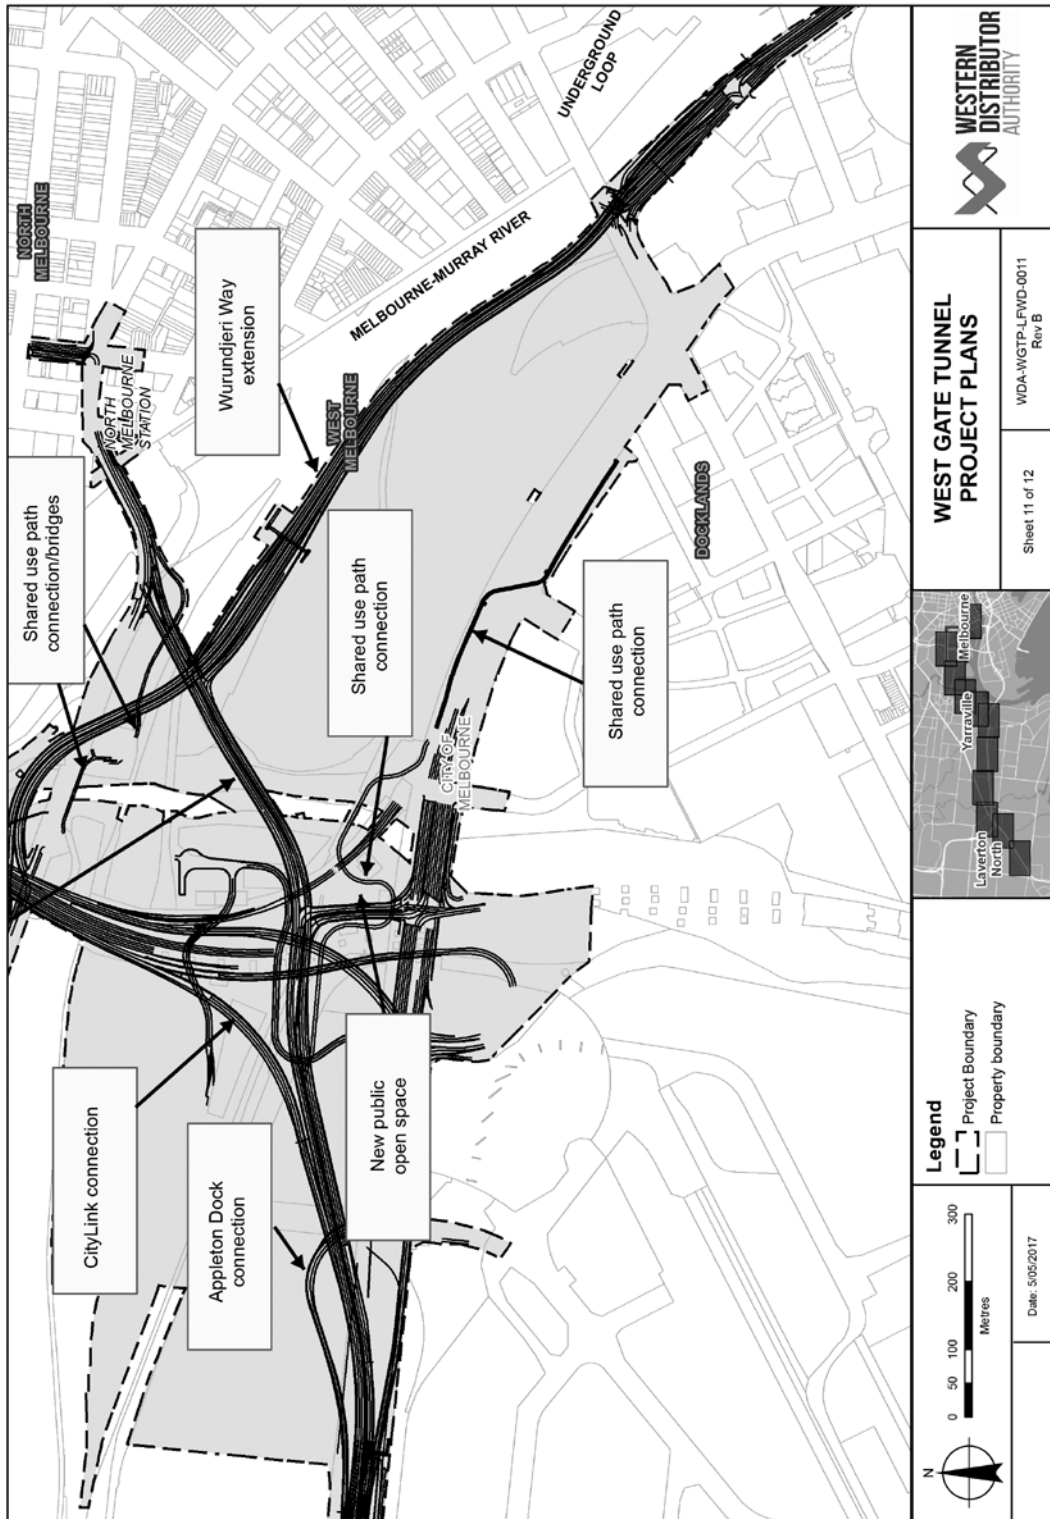 NORTH
MELBOURNE
UNDERGROUND
LOOP
NORTH
MELBOURNE
STATION
MELBOURNE-MURRAY RIVER
Shared use path
connection/bridges
Wurundjeri Way
extension
WEST
MELBOURNE
CityLink connection
Appleton Dock
connection
New public
open space
Shared use path
connection
Shared use path
connection
CITY OF
MELBOURNE
DOCKLANDS
N
0 50 100 200 300
Metres
Date: 5/05/2017
Legend
Project Boundary
Property boundary
Laverton
North
Yarraville
Melbourne
WEST GATE TUNNEL
PROJECT PLANS
Sheet 11 of 12
WDA-WGTP-LFWD-0011
Rev B
WESTERN
DISTRIBUTOR
AUTHORITY